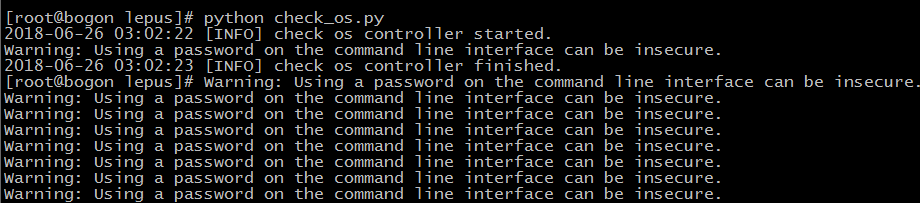 [root@bogon lepus]# python check_os.py
2018-06-26 03:02:22 [INFO] check os controller started.
Warning: Using a password on the command line interface can be insecure.
2018-06-26 03:02:23 [INFO] check os controller finished.
[root@bogon lepus]# Warning: Using a password on the command line interface can be insecure.
Warning: Using a password on the command line interface can be insecure.
Warning: Using a password on the command line interface can be insecure.
Warning: Using a password on the command line interface can be insecure.
Warning: Using a password on the command line interface can be insecure.
Warning: Using a password on the command line interface can be insecure.
Warning: Using a password on the command line interface can be insecure.
Warning: Using a password on the command line interface can be insecure.